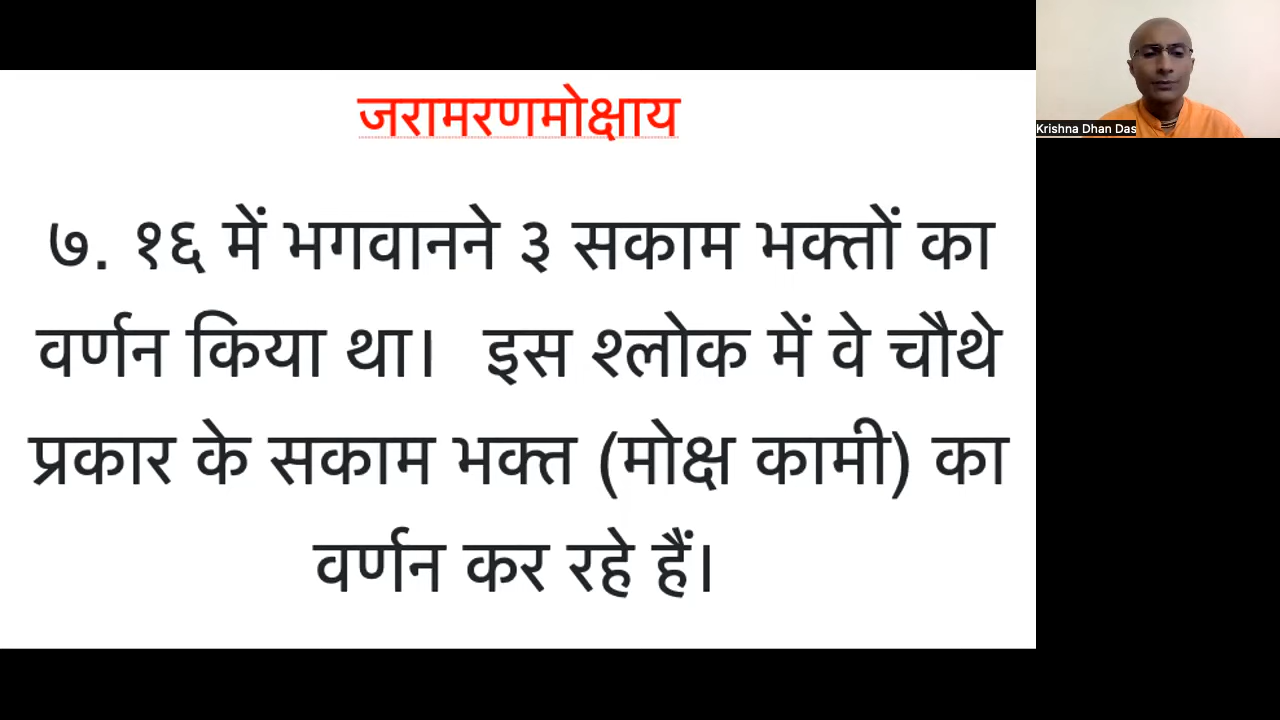 जरामरणमोक्षाय
७. १६ में भगवानने ३ सकाम भक्तों का
वर्णन किया था। इस श्लोक में वे चौथे
प्रकार के सकाम भक्त (मोक्ष कामी) का
वर्णन कर रहे हैं।
Krishna Dhan Das